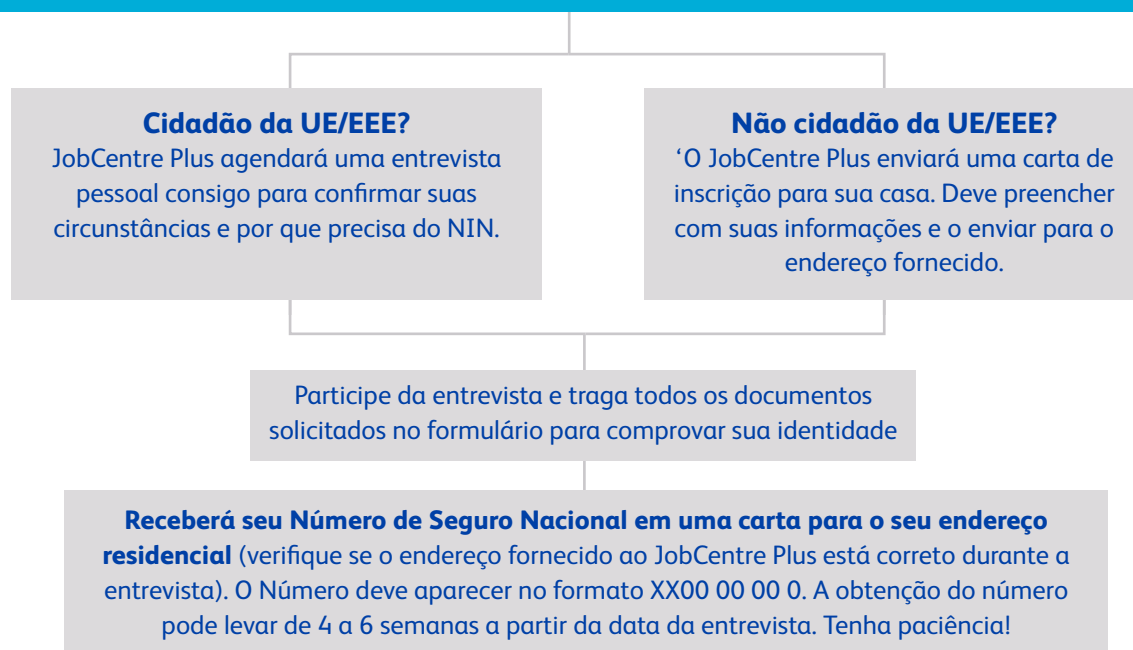 Cidadão da UE/EEE?
JobCentre Plus agendará uma entrevista
pessoal consigo para confirmar suas
circunstâncias e por que precisa do NIN.
Não cidadão da UE/EEE?
‘O JobCentre Plus enviará uma carta de
inscrição para sua casa. Deve preencher
com suas informações e o enviar para o
endereço fornecido.
Participe da entrevista e traga todos os documentos
solicitados no formulário para comprovar sua identidade
Receberá seu Número de Seguro Nacional em uma carta para o seu endereço
residencial (verifique se o endereço fornecido ao JobCentre Plus está correto durante a
entrevista). O Número deve aparecer no formato XX00 00 00 0. A obtenção do número
pode levar de 4 a 6 semanas a partir da data da entrevista. Tenha paciência!